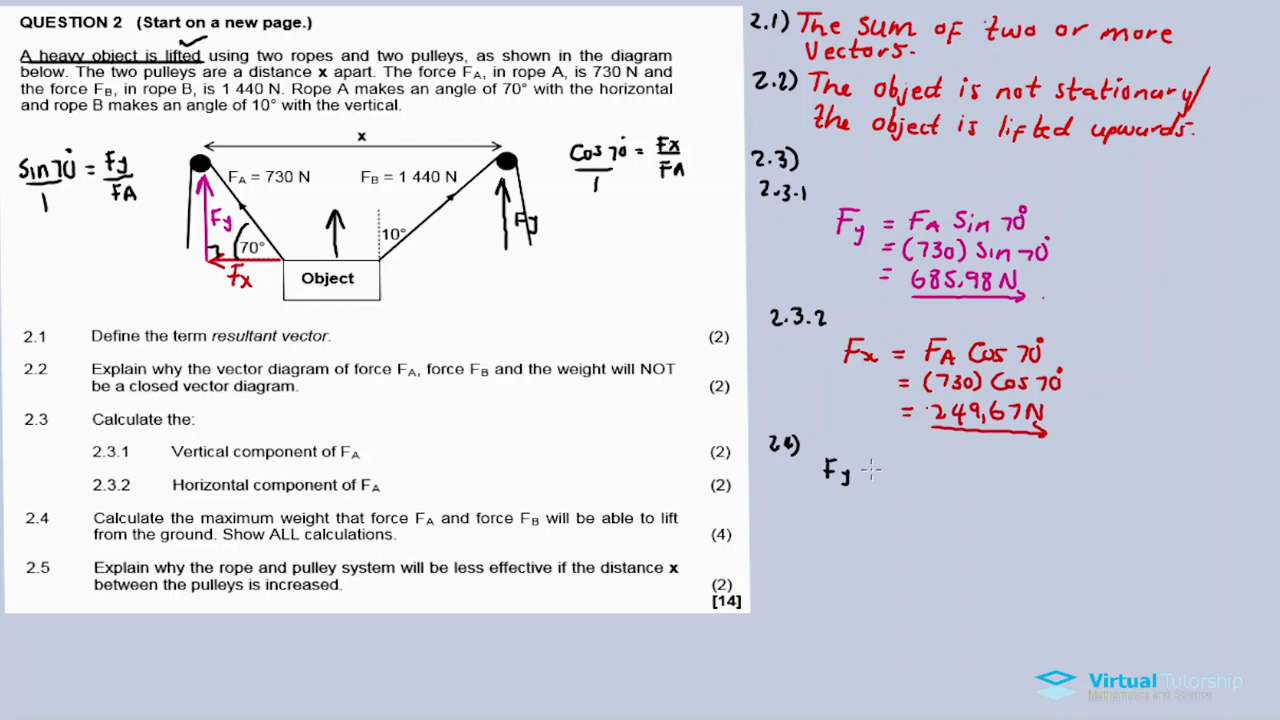 QUESTION 2 (Start on a new page.)
A heavy object is lifted using two ropes and two pulleys, as shown in the diagram
below. The two pulleys are a distance x apart. The force FA, in rope A, is 730 N and
the force FB, in rope B, is 1 440 N. Rope A makes an angle of 70° with the horizontal
and rope B makes an angle of 10° with the vertical.
x
Sin 70° = Fy
1 FA
Cos 70° = Fx
1 FA
FA = 730 N
FB = 1 440 N
Fy
Fy
70°
10°
Fx
Object
2.1 Define the term resultant vector. (2)
2.2 Explain why the vector diagram of force FA, force FB and the weight will NOT
be a closed vector diagram. (2)
2.3 Calculate the:
2.3.1 Vertical component of FA (2)
2.3.2 Horizontal component of FA (2)
2.4 Calculate the maximum weight that force FA and force FB will be able to lift
from the ground. Show ALL calculations. (4)
2.5 Explain why the rope and pulley system will be less effective if the distance x
between the pulleys is increased. (2)
[14]
2.1) The sum of two or more
Vectors.
2.2) The object is not stationary/
the object is lifted upwards.
2.3)
2.3.1
Fy = FA Sin 70°
= (730) Sin 70°
= 685,98 N
2.3.2
Fx = FA Cos 70°
= (730) Cos 70°
= 249,67 N
2.4)
Fy
Virtual Tutorship
Mathematics and Science